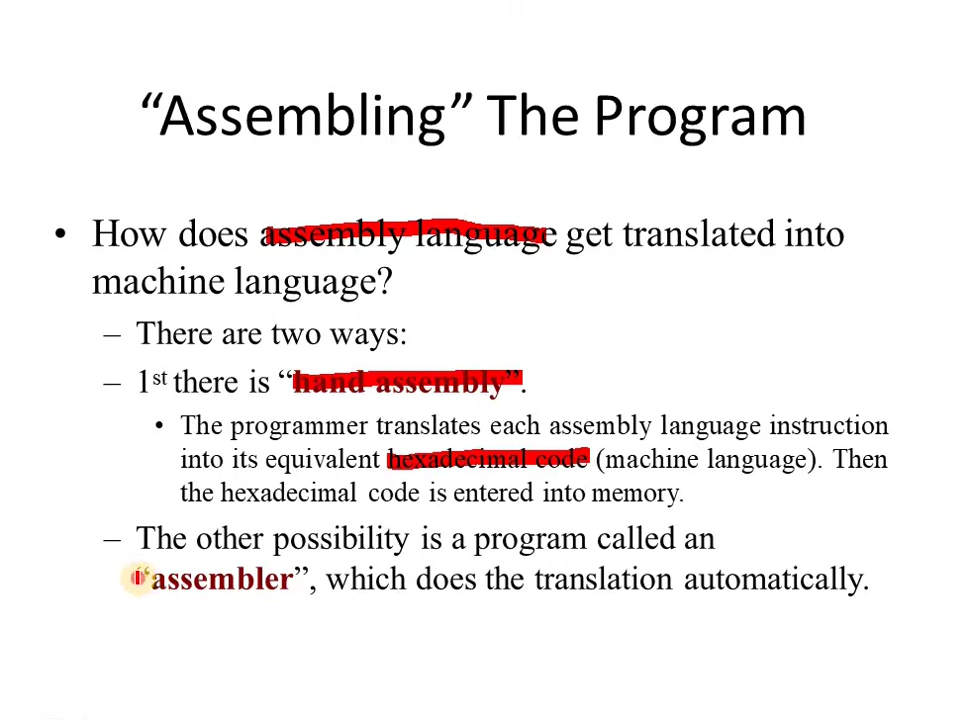 “Assembling” The Program
• How does assembly language get translated into
machine language?
– There are two ways:
– 1st there is “hand assembly”.
• The programmer translates each assembly language instruction
into its equivalent hexadecimal code (machine language). Then
the hexadecimal code is entered into memory.
– The other possibility is a program called an
“assembler”, which does the translation automatically.